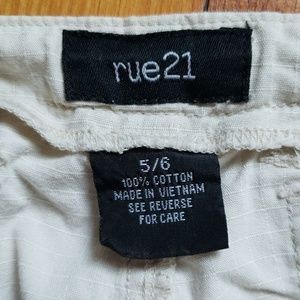 rue21
5/6
100% COTTON
MADE IN VIETNAM
SEE REVERSE
FOR CARE